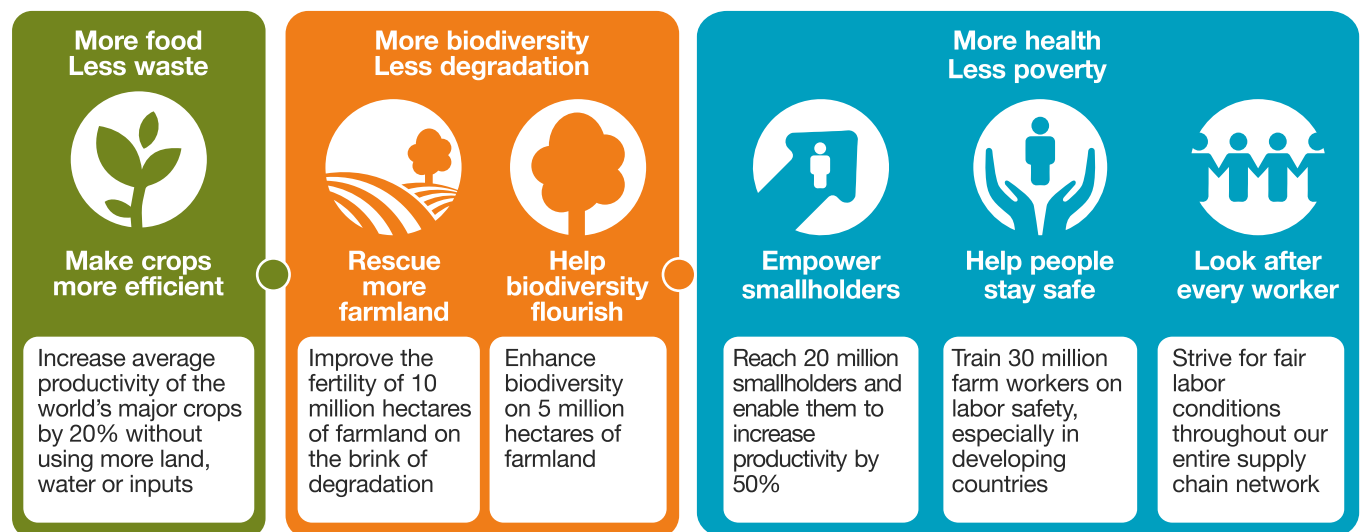 More food
Less waste
Make crops
more efficient
Increase average
productivity of the
world's major crops
by 20% without
using more land,
water or inputs
More biodiversity
Less degradation
Rescue
more
farmland
Improve the
fertility of 10
million hectares
of farmland on
the brink of
degradation
Help
biodiversity
flourish
Enhance
biodiversity
on 5 million
hectares of
farmland
More health
Less poverty
Empower
smallholders
Reach 20 million
smallholders and
enable them to
increase
productivity by
50%
Help people
stay safe
Train 30 million
farm workers on
labor safety,
especially in
developing
countries
Look after
every worker
Strive for fair
labor
conditions
throughout our
entire supply
chain network